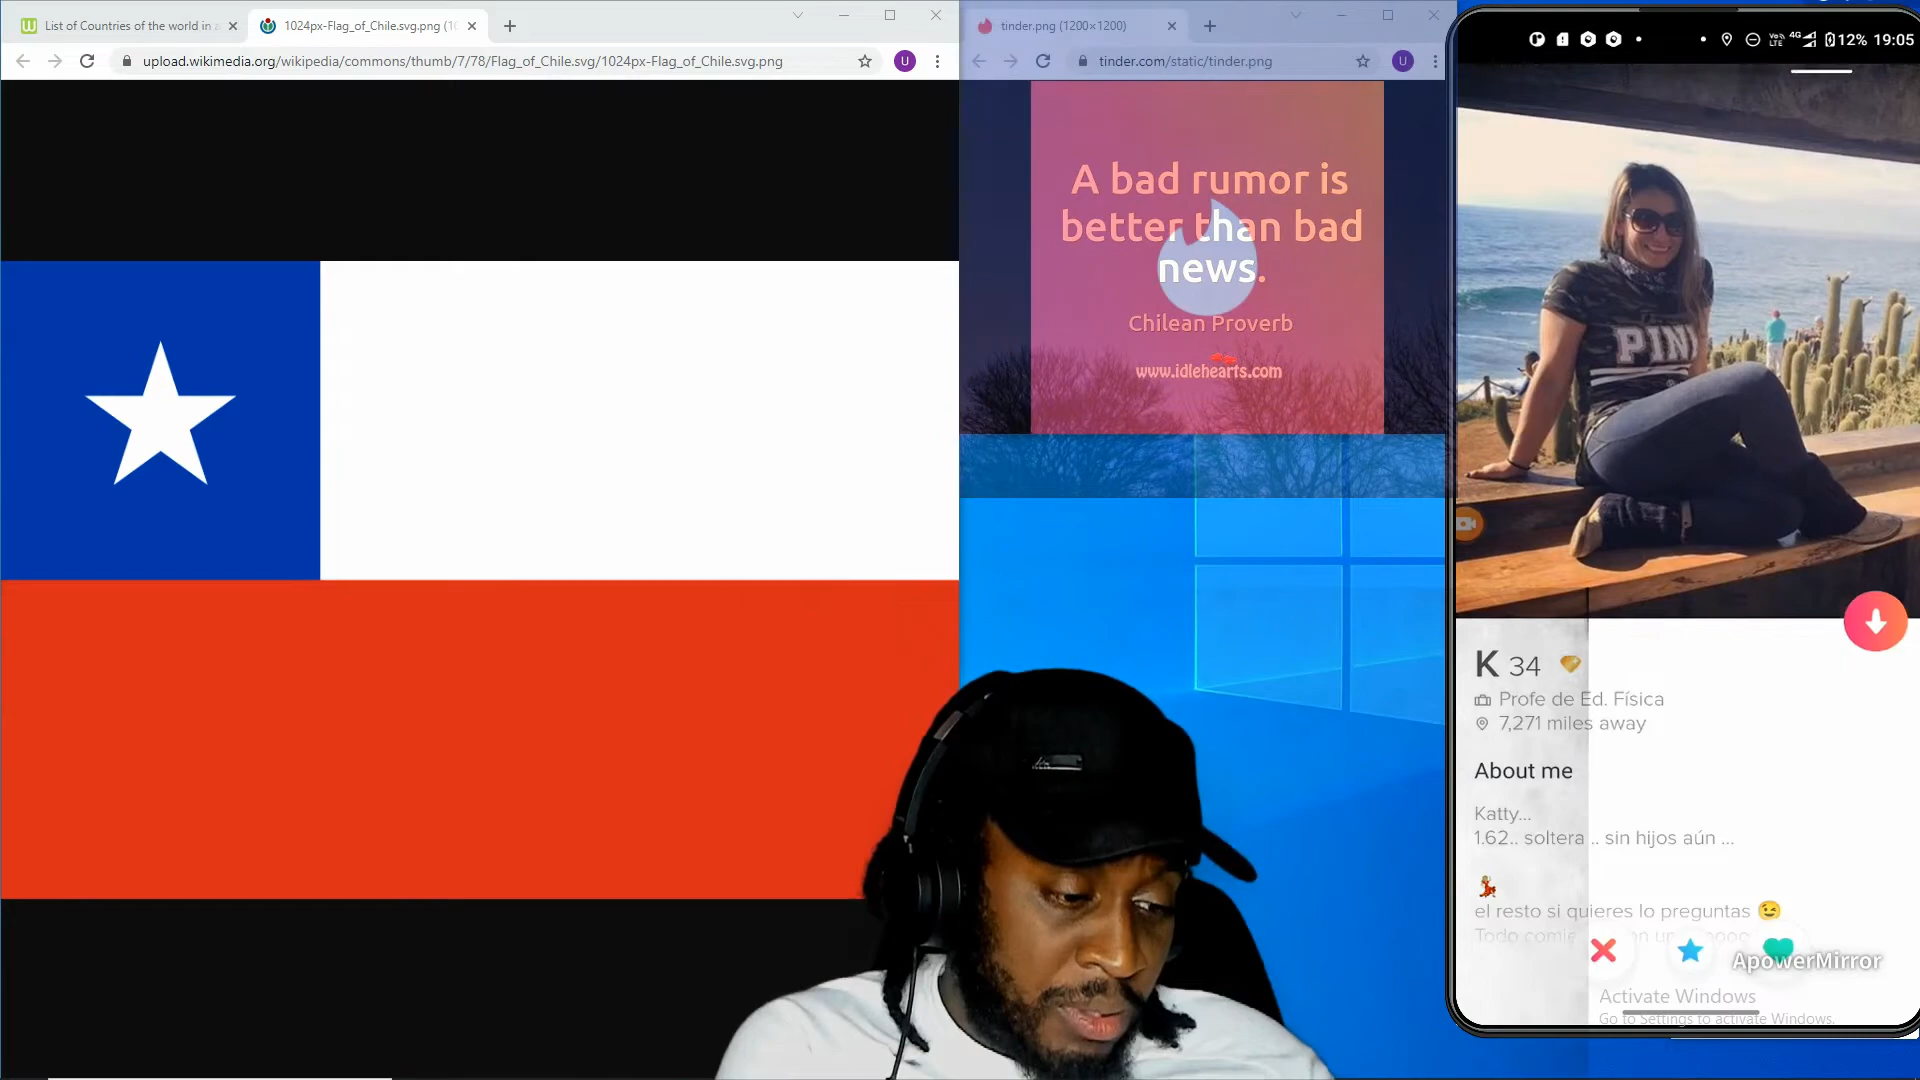 List of Countries of the world in a
1024px-Flag_of_Chile.svg.png (10
upload.wikimedia.org/wikipedia/commons/thumb/7/78/Flag_of_Chile.svg/1024px-Flag_of_Chile.svg.png
U
tinder.png (1200×1200)
tinder.com/static/tinder.png
U
A bad rumor is
better than bad
news.
Chilean Proverb
www.idlehearts.com
4G 12% 19:05
PIN
K 34
Profe de Ed. Física
7,271 miles away
About me
Katty...
1.62.. soltera .. sin hijos aún ...
💃
el resto si quieres lo preguntas 😉
Todo
ApowerMirror
Activate Windows
Go to Settings to activate Windows.